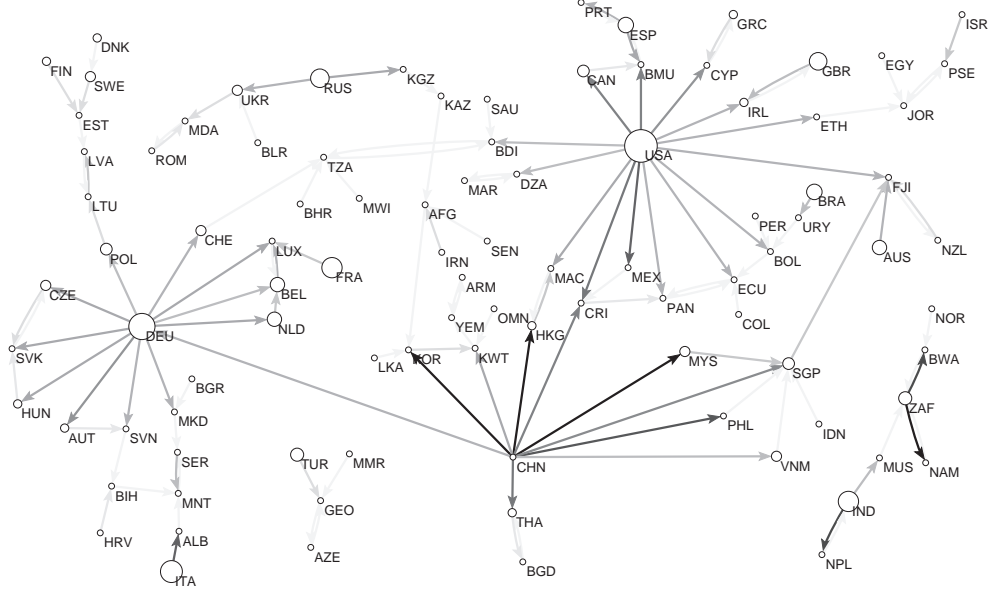 PRT
GRC
ISR
ESP
DNK
FIN
SWE
CAN
BMU
CYP
GBR
EGY
PSE
RUS
KGZ
UKR
KAZ
SAU
IRL
JOR
EST
MDA
ETH
ROM
BLR
BDI
USA
LVA
TZA
MAR
DZA
FJI
LTU
BHR
MWI
AFG
BRA
PER
URY
CHE
SEN
AUS
NZL
POL
LUX
IRN
BOL
FRA
MAC
MEX
ARM
ECU
CZE
BEL
CRI
PAN
OMN
NOR
DEU
NLD
YEM
HKG
COL
SVK
LKA
KOR
KWT
MYS
SGP
BWA
BGR
HUN
MKD
ZAF
AUT
SVN
PHL
IDN
SER
TUR
MMR
CHN
VNM
MUS
NAM
BIH
MNT
GEO
IND
THA
HRV
ALB
AZE
NPL
BGD
ITA